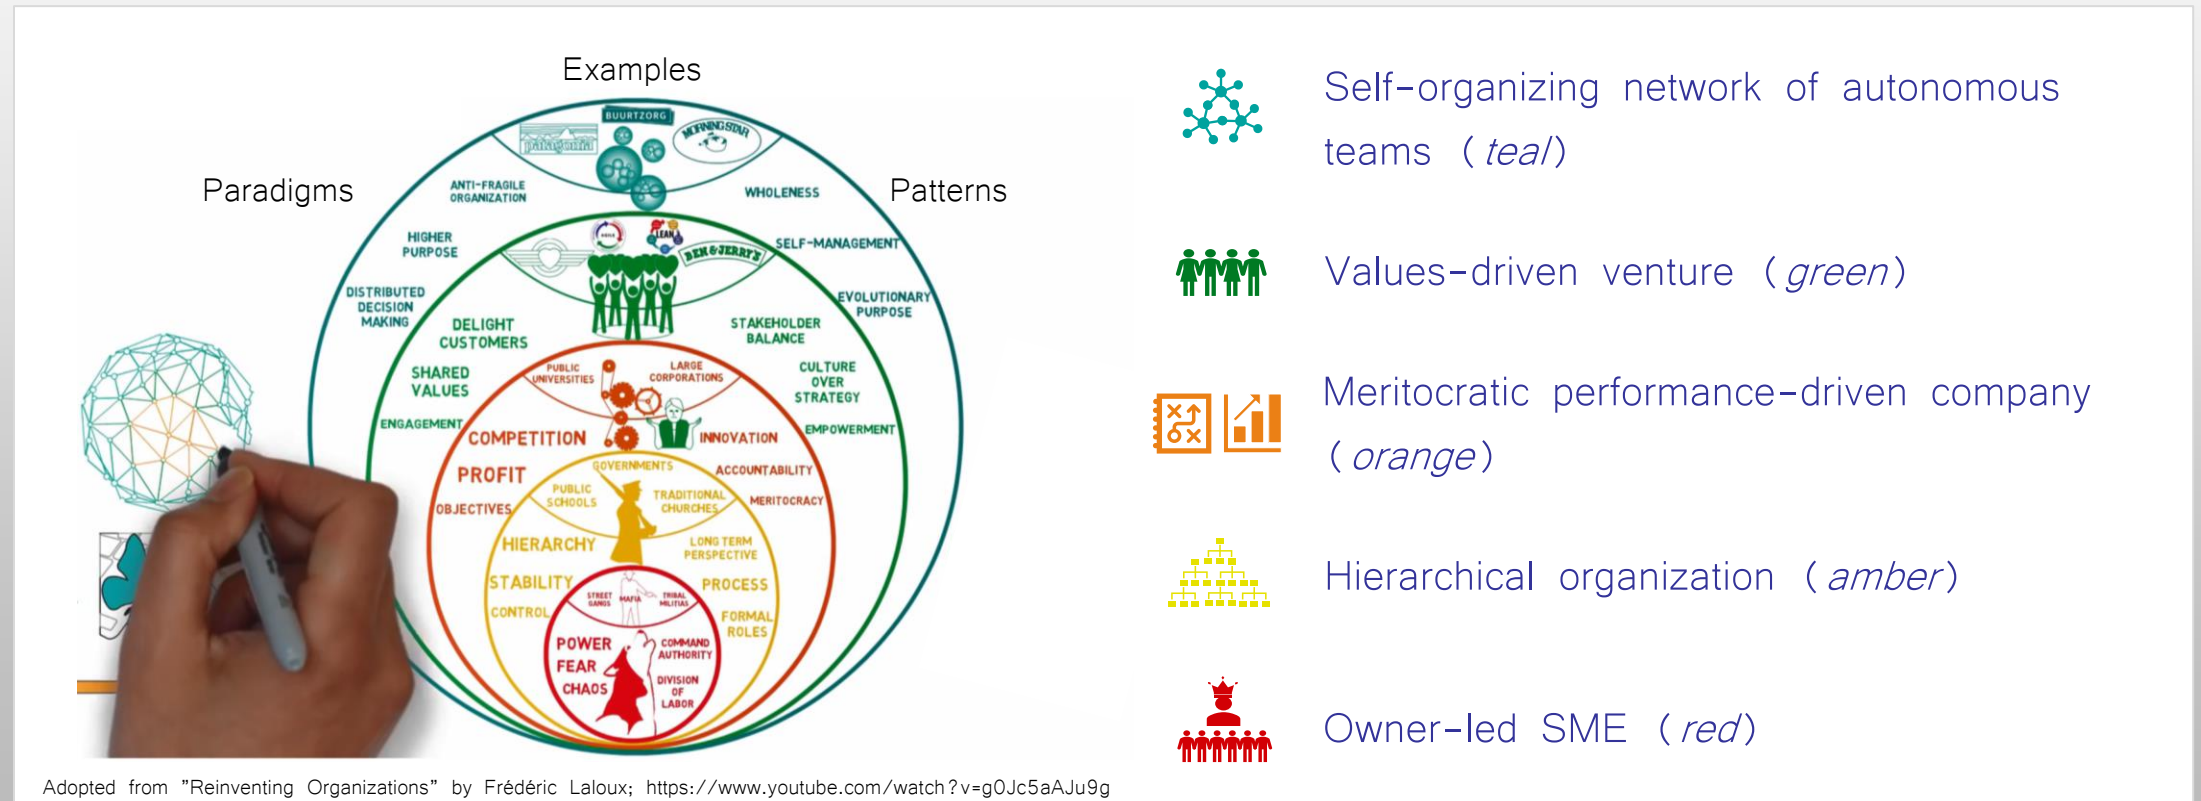 Examples
Paradigms
Patterns
BUURTZORG
patagonia
MORNING STAR
ANTI-FRAGILE
ORGANIZATION
WHOLENESS
HIGHER
PURPOSE
SELF-MANAGEMENT
DISTRIBUTED
DECISION
MAKING
EVOLUTIONARY
PURPOSE
LEAN
BEN & JERRY'S
DELIGHT
CUSTOMERS
STAKEHOLDER
BALANCE
SHARED
VALUES
CULTURE
OVER
STRATEGY
ENGAGEMENT
EMPOWERMENT
PUBLIC
UNIVERSITIES
LARGE
CORPORATIONS
COMPETITION
INNOVATION
PROFIT
ACCOUNTABILITY
OBJECTIVES
MERITOCRACY
GOVERNMENTS
PUBLIC
SCHOOLS
TRADITIONAL
CHURCHES
HIERARCHY
LONG TERM
PERSPECTIVE
STABILITY
PROCESS
CONTROL
FORMAL
ROLES
STREET
GANGS
MAFIA
TRIBAL
MILITIAS
POWER
FEAR
CHAOS
COMMAND
AUTHORITY
DIVISION
OF
LABOR
Self-organizing network of autonomous
teams (teal)
Values-driven venture (green)
Meritocratic performance-driven company
(orange)
Hierarchical organization (amber)
Owner-led SME (red)
Adopted from ”Reinventing Organizations” by Frédéric Laloux; https://www.youtube.com/watch?v=g0Jc5aAJu9g